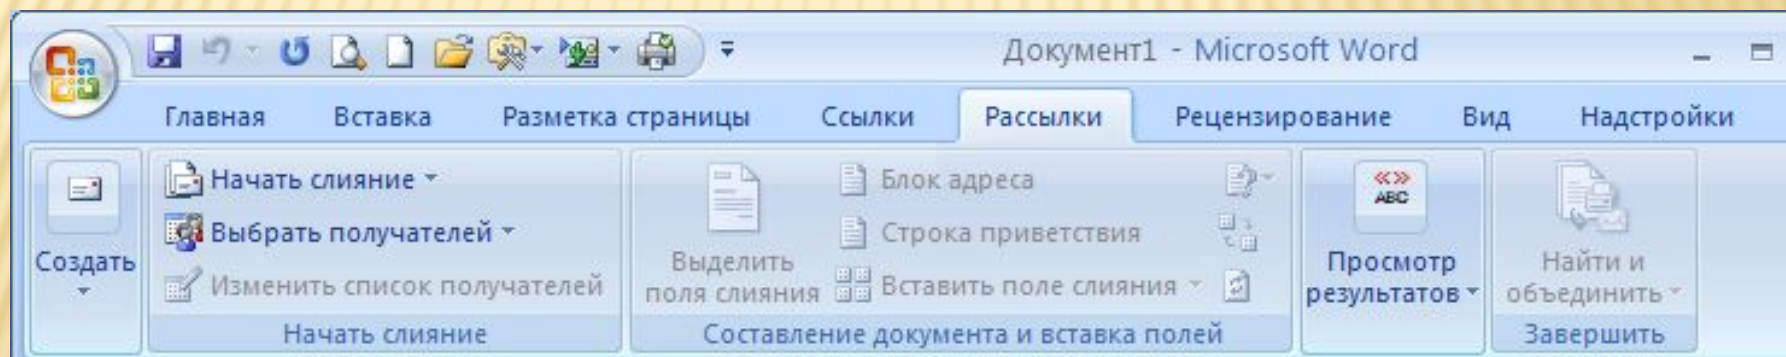 Документ1 - Microsoft Word
Главная Вставка Разметка страницы Ссылки Рассылки Рецензирование Вид Надстройки
Создать
Начать слияние
Выбрать получателей
Изменить список получателей
Начать слияние
Выделить
поля слияния
Блок адреса
Строка приветствия
Вставить поле слияния
Составление документа и вставка полей
«»
ABC
Просмотр
результатов
Найти и
объединить
Завершить